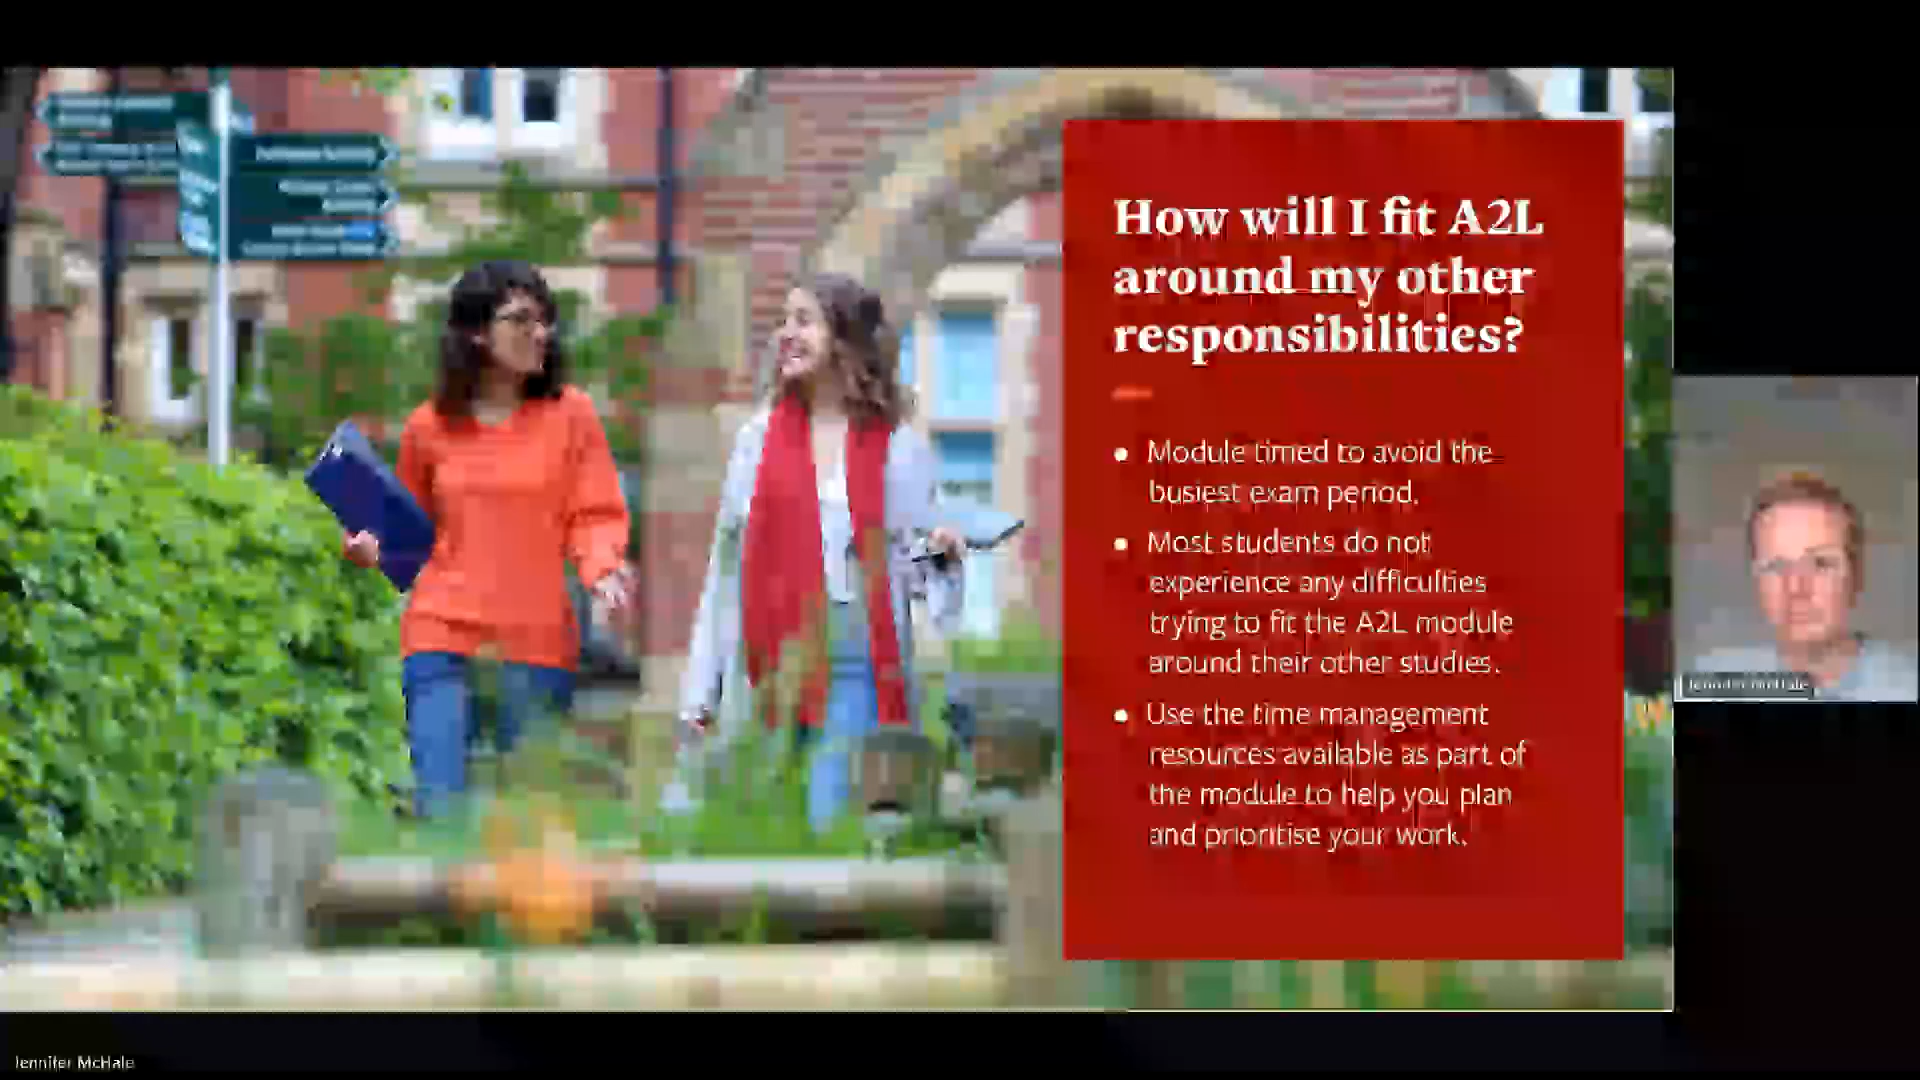 How will I fit A2L
around my other
responsibilities?
• Module timed to avoid the
busiest exam period.
• Most students do not
experience any difficulties
trying to fit the A2L module
around their other studies.
• Use the time management
resources available as part of
the module to help you plan
and prioritise your work.
Jennifer McHale
Jennifer McHale